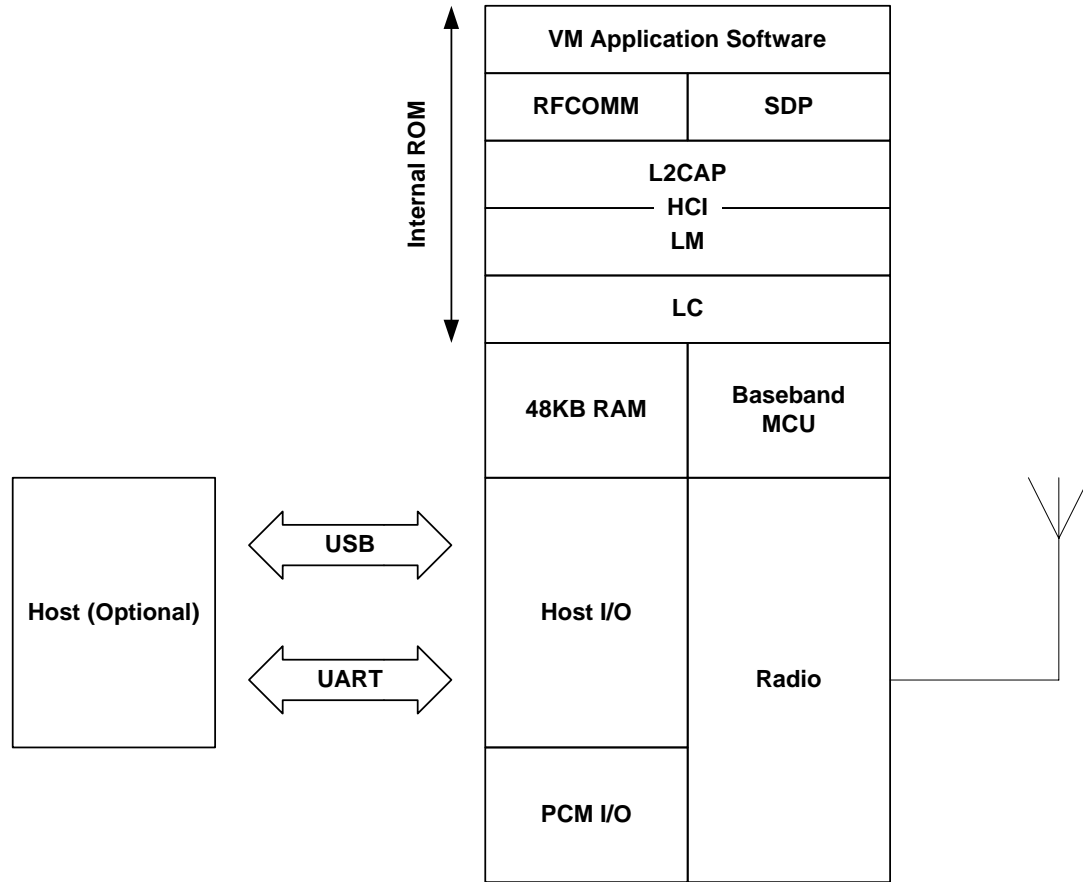 VM Application Software
RFCOMM
SDP
Internal ROM
L2CAP
HCI
LM
LC
48KB RAM
Baseband
MCU
USB
Host (Optional)
Host I/O
UART
Radio
PCM I/O